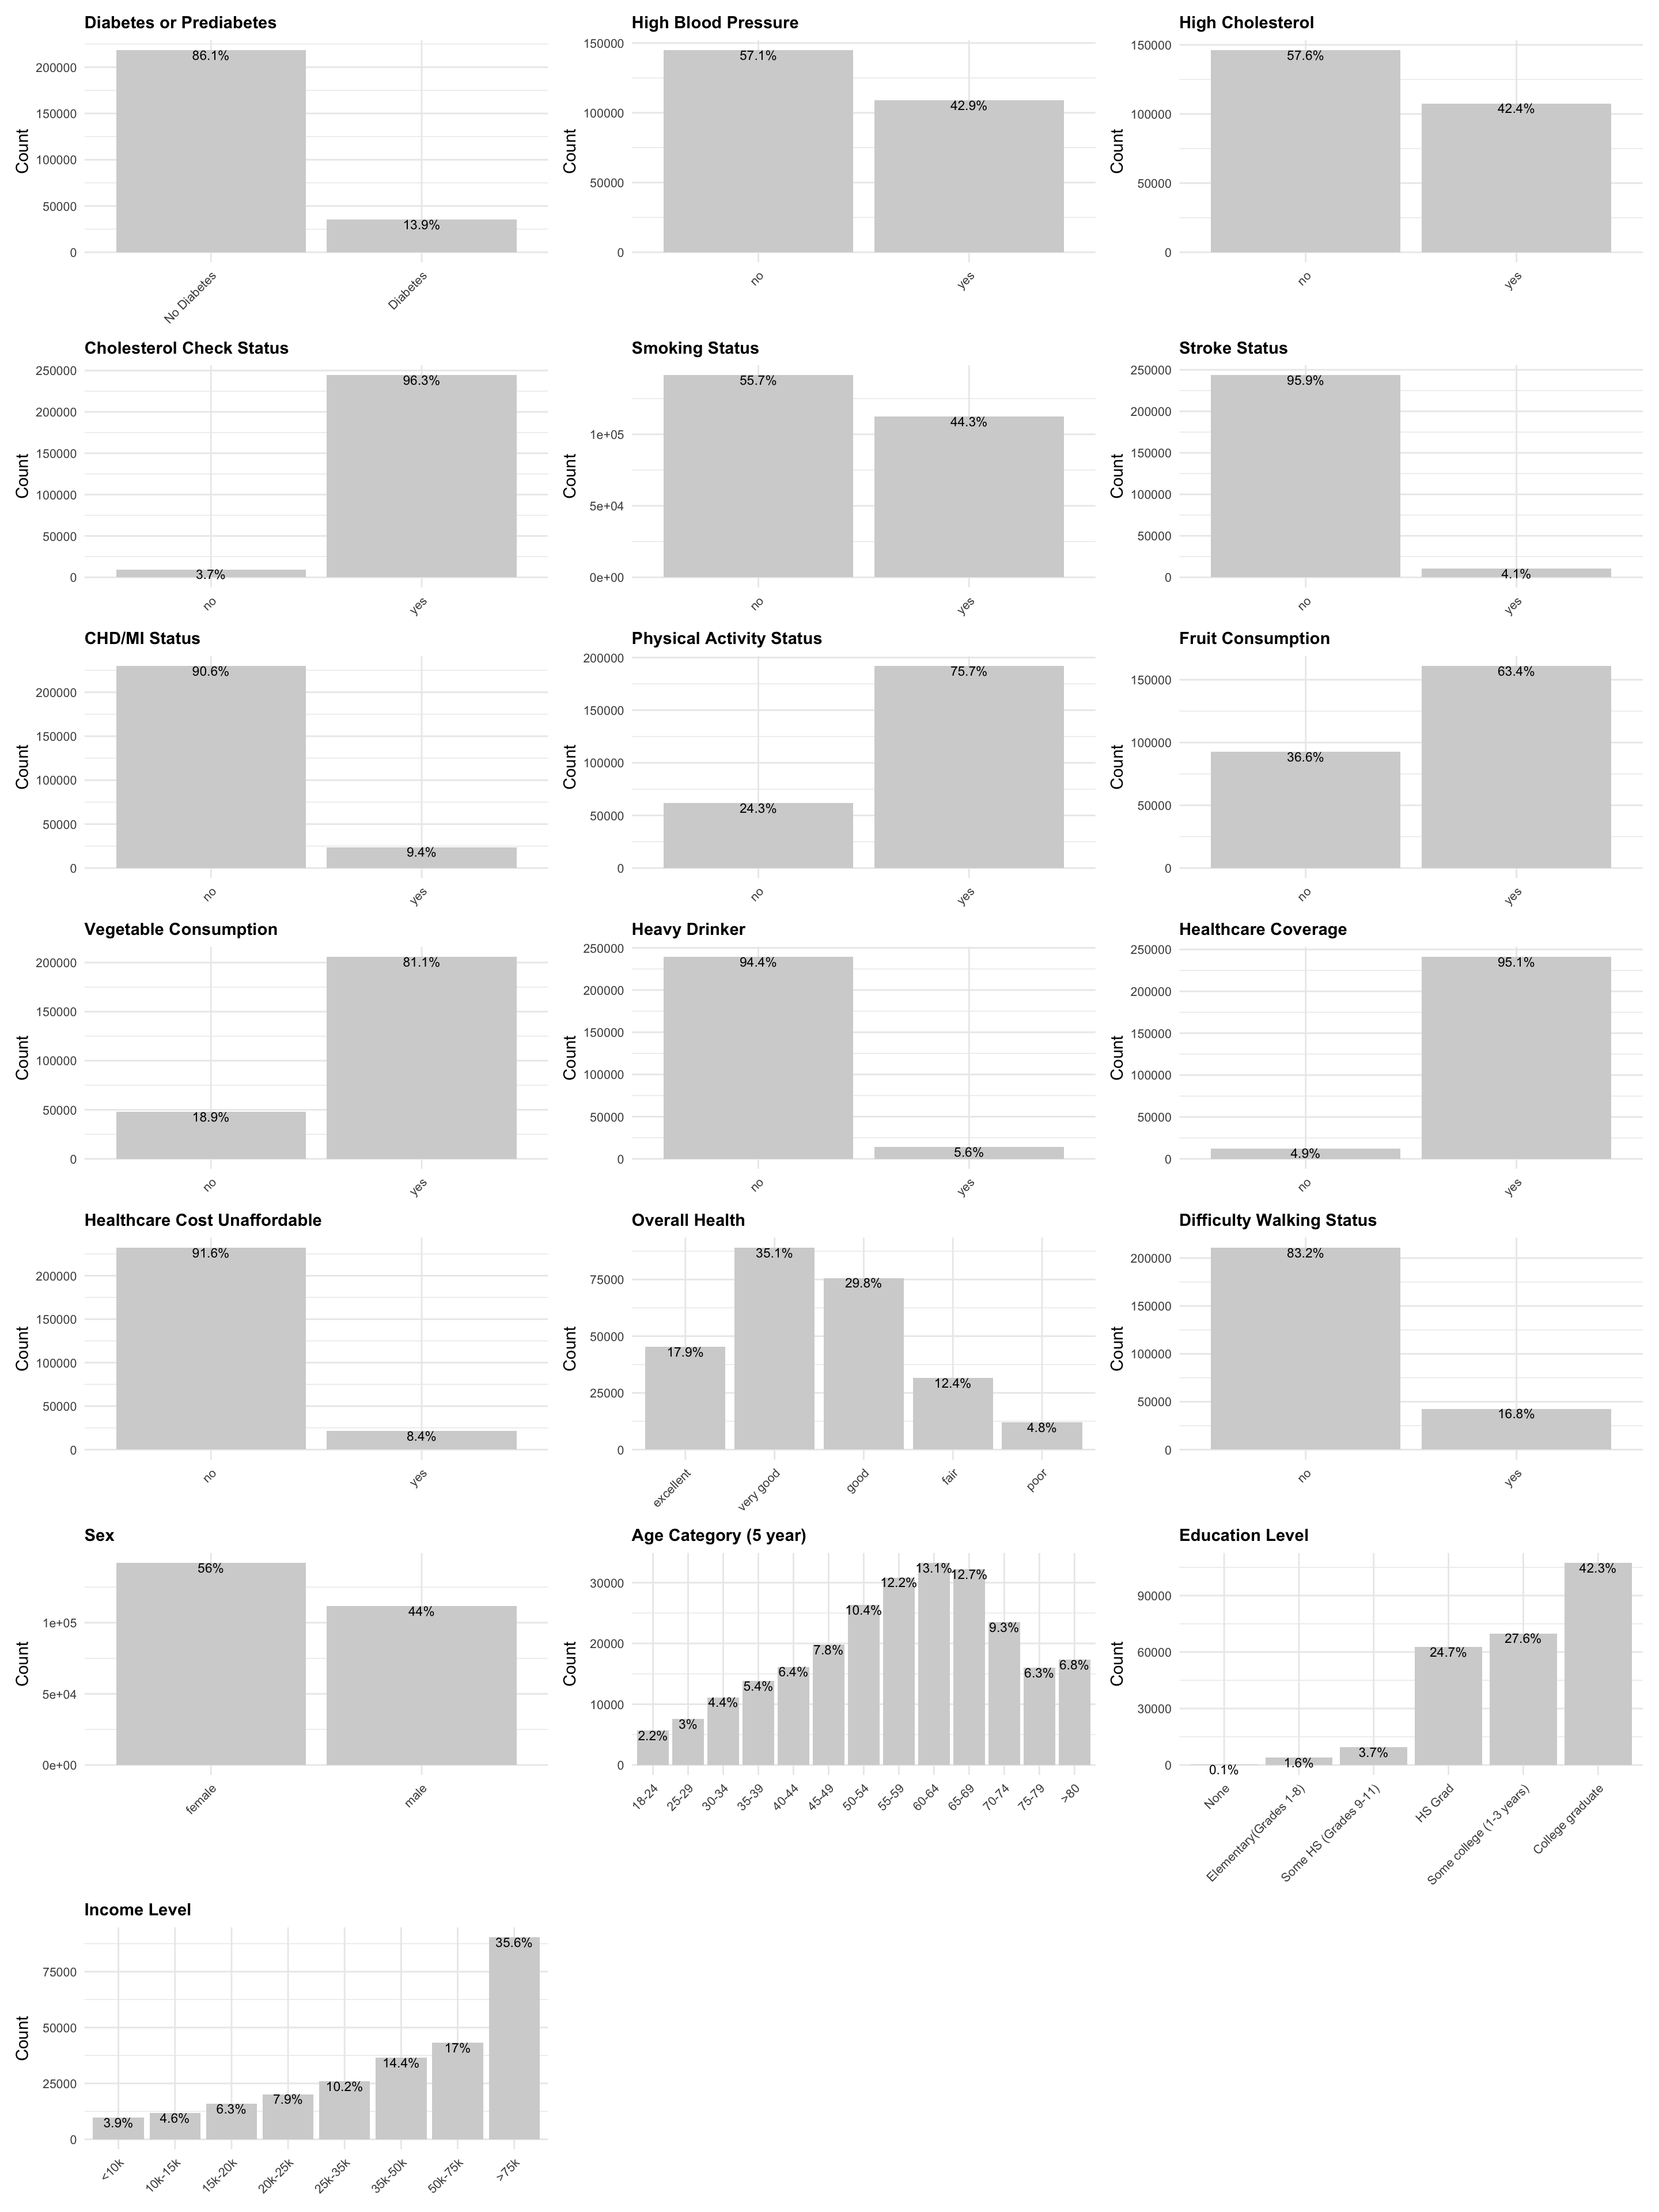 Diabetes or Prediabetes
Count
200000
150000
100000
50000
0
86.1%
13.9%
No Diabetes
Diabetes
High Blood Pressure
Count
150000
100000
50000
0
57.1%
42.9%
no
yes
High Cholesterol
Count
150000
100000
50000
0
57.6%
42.4%
no
yes
Cholesterol Check Status
Count
250000
200000
150000
100000
50000
0
3.7%
96.3%
no
yes
Smoking Status
Count
1e+05
5e+04
0e+00
55.7%
44.3%
no
yes
Stroke Status
Count
250000
200000
150000
100000
50000
0
95.9%
4.1%
no
yes
CHD/MI Status
Count
200000
150000
100000
50000
0
90.6%
9.4%
no
yes
Physical Activity Status
Count
200000
150000
100000
50000
0
24.3%
75.7%
no
yes
Fruit Consumption
Count
150000
100000
50000
0
36.6%
63.4%
no
yes
Vegetable Consumption
Count
200000
150000
100000
50000
0
18.9%
81.1%
no
yes
Heavy Drinker
Count
250000
200000
150000
100000
50000
0
94.4%
5.6%
no
yes
Healthcare Coverage
Count
250000
200000
150000
100000
50000
0
4.9%
95.1%
no
yes
Healthcare Cost Unaffordable
Count
200000
150000
100000
50000
0
91.6%
8.4%
no
yes
Overall Health
Count
75000
50000
25000
0
17.9%
35.1%
29.8%
12.4%
4.8%
excellent
very good
good
fair
poor
Difficulty Walking Status
Count
200000
150000
100000
50000
0
83.2%
16.8%
no
yes
Sex
Count
1e+05
5e+04
0e+00
56%
44%
female
male
Age Category (5 year)
Count
30000
20000
10000
0
2.2%
3%
4.4%
5.4%
6.4%
7.8%
10.4%
12.2%
13.1%
12.7%
9.3%
6.3%
6.8%
18-24
25-29
30-34
35-39
40-44
45-49
50-54
55-59
60-64
65-69
70-74
75-79
>80
Education Level
Count
90000
60000
30000
0
0.1%
1.6%
3.7%
24.7%
27.6%
42.3%
None
Elementary(Grades 1-8)
Some HS (Grades 9-11)
HS Grad
Some college (1-3 years)
College graduate
Income Level
Count
75000
50000
25000
0
3.9%
4.6%
6.3%
7.9%
10.2%
14.4%
17%
35.6%
<10k
10k-15k
15k-20k
20k-25k
25k-35k
35k-50k
50k-75k
>75k